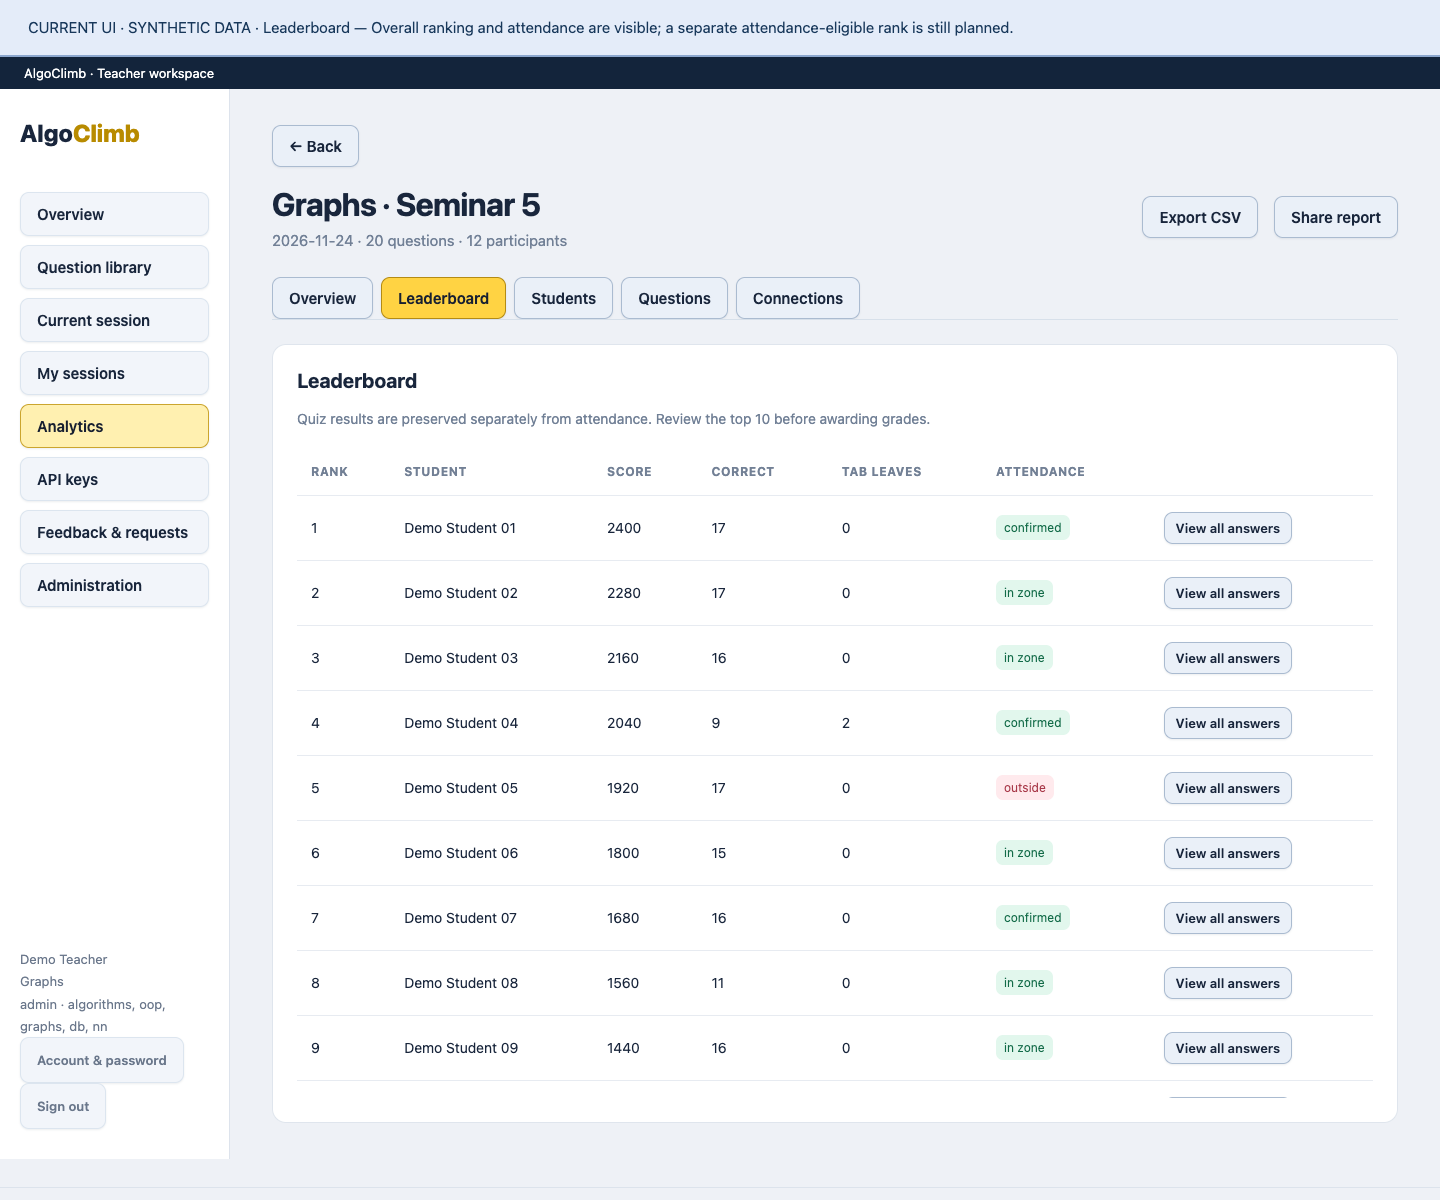 CURRENT UI · SYNTHETIC DATA · Leaderboard — Overall ranking and attendance are visible; a separate attendance-eligible rank is still planned.
AlgoClimb · Teacher workspace
AlgoClimb
Overview
Question library
Current session
My sessions
Analytics
API keys
Feedback & requests
Administration
Demo Teacher
Graphs
admin · algorithms, oop,
graphs, db, nn
Account & password
Sign out
← Back
Graphs · Seminar 5
2026-11-24 · 20 questions · 12 participants
Export CSV Share report
Overview Leaderboard Students Questions Connections
Leaderboard
Quiz results are preserved separately from attendance. Review the top 10 before awarding grades.
RANK STUDENT SCORE CORRECT TAB LEAVES ATTENDANCE
1 Demo Student 01 2400 17 0 confirmed View all answers
2 Demo Student 02 2280 17 0 in zone View all answers
3 Demo Student 03 2160 16 0 in zone View all answers
4 Demo Student 04 2040 9 2 confirmed View all answers
5 Demo Student 05 1920 17 0 outside View all answers
6 Demo Student 06 1800 15 0 in zone View all answers
7 Demo Student 07 1680 16 0 confirmed View all answers
8 Demo Student 08 1560 11 0 in zone View all answers
9 Demo Student 09 1440 16 0 in zone View all answers